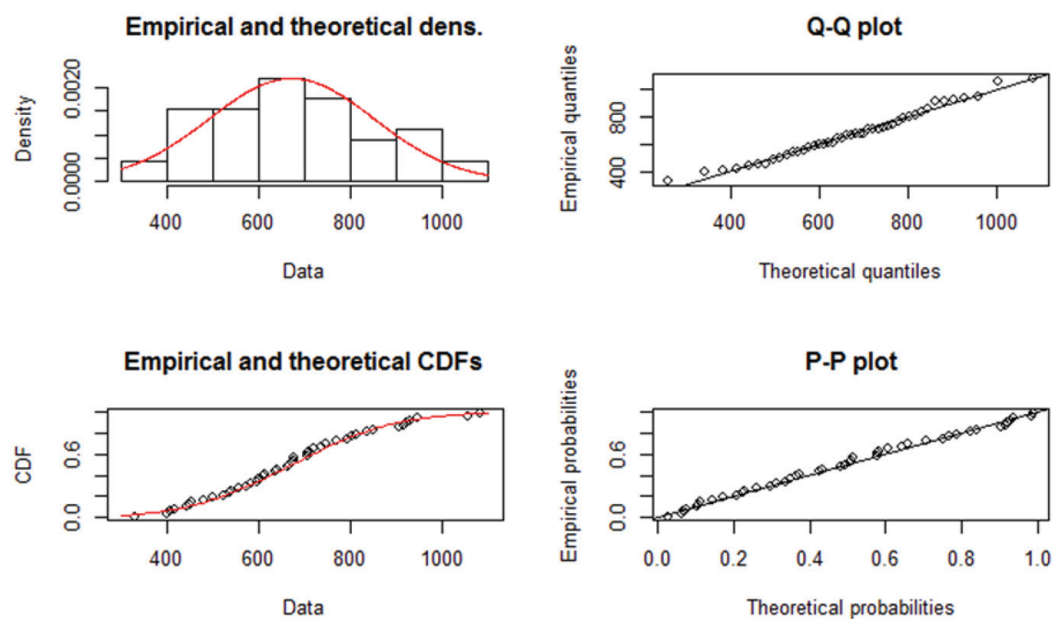 Empirical and theoretical dens.
Density
0.0000
0.0020
400 600 800 1000
Data
Q-Q plot
Empirical quantiles
400
800
400 600 800 1000
Theoretical quantiles
Empirical and theoretical CDFs
CDF
0.0
0.6
400 600 800 1000
Data
P-P plot
Empirical probabilities
0.0
0.6
0.0 0.2 0.4 0.6 0.8 1.0
Theoretical probabilities